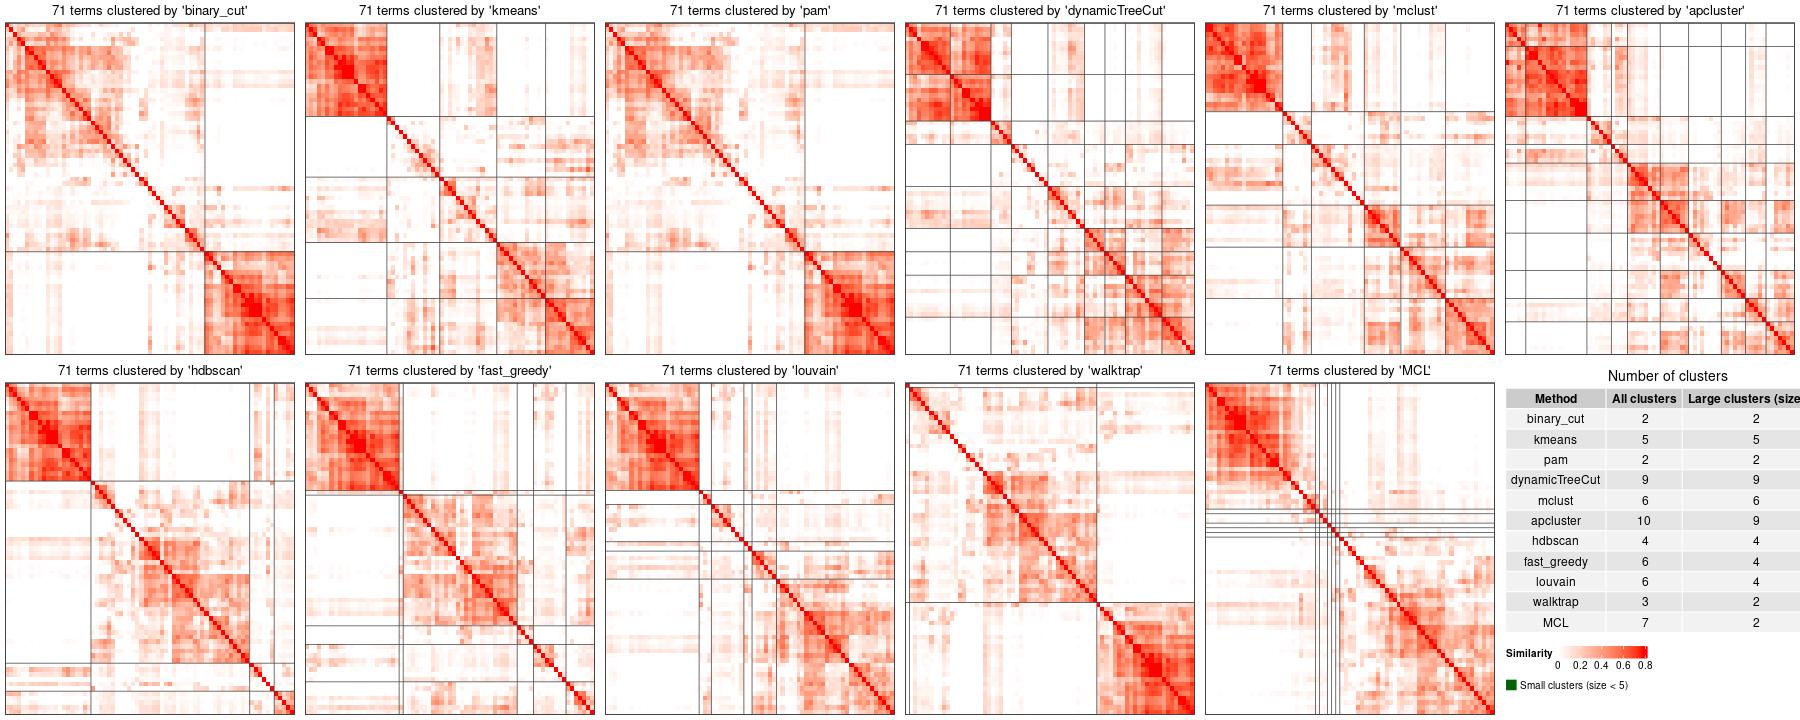 71 terms clustered by 'binary_cut'
71 terms clustered by 'kmeans'
71 terms clustered by 'pam'
71 terms clustered by 'dynamicTreeCut'
71 terms clustered by 'mclust'
71 terms clustered by 'apcluster'
71 terms clustered by 'hdbscan'
71 terms clustered by 'fast_greedy'
71 terms clustered by 'louvain'
71 terms clustered by 'walktrap'
71 terms clustered by 'MCL'
Number of clusters
Method All clusters Large clusters (size
binary_cut 2 2
kmeans 5 5
pam 2 2
dynamicTreeCut 9 9
mclust 6 6
apcluster 10 9
hdbscan 4 4
fast_greedy 6 4
louvain 6 4
walktrap 3 2
MCL 7 2
Similarity
0 0.2 0.4 0.6 0.8
Small clusters (size < 5)